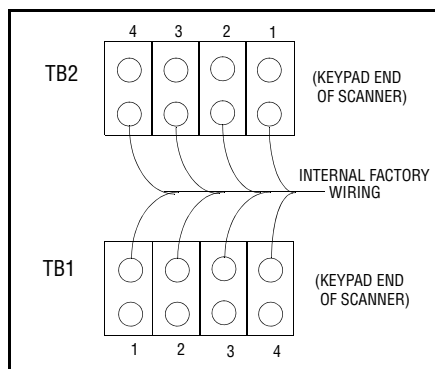 4 3 2 1
TB2
(KEYPAD END
OF SCANNER)
INTERNAL FACTORY
WIRING
TB1
(KEYPAD END
OF SCANNER)
1 2 3 4